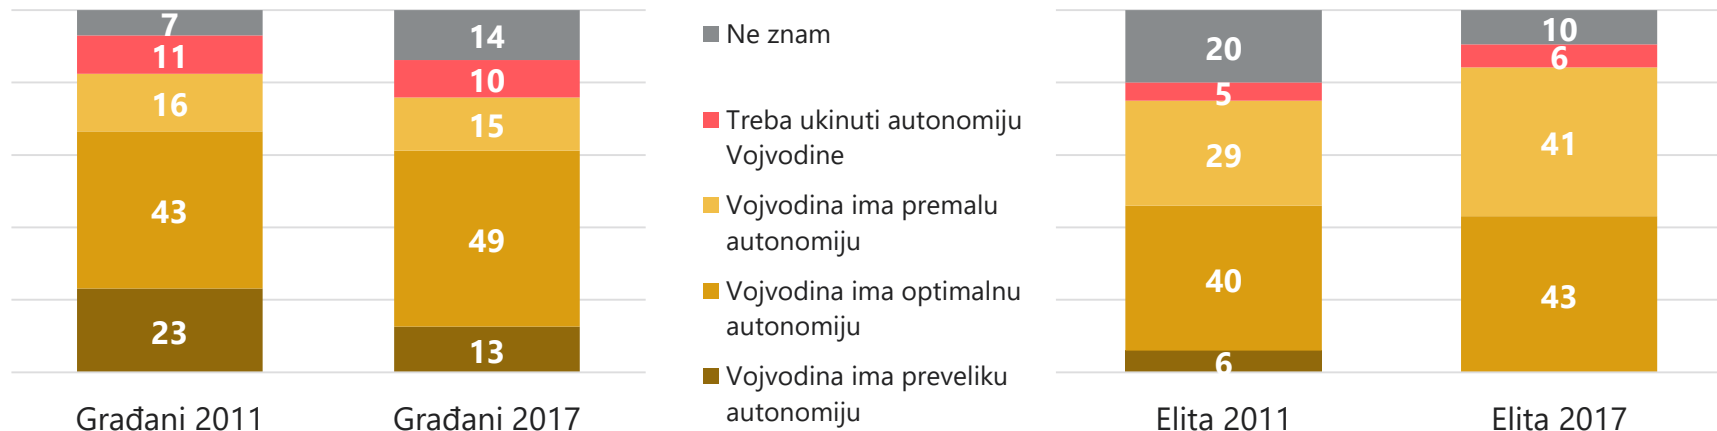 7
11
16
43
23
Građani 2011
14
10
15
49
13
Građani 2017
Ne znam
Treba ukinuti autonomiju
Vojvodine
Vojvodina ima premalu
autonomiju
Vojvodina ima optimalnu
autonomiju
Vojvodina ima preveliku
autonomiju
20
5
29
40
6
Elita 2011
10
6
41
43
Elita 2017